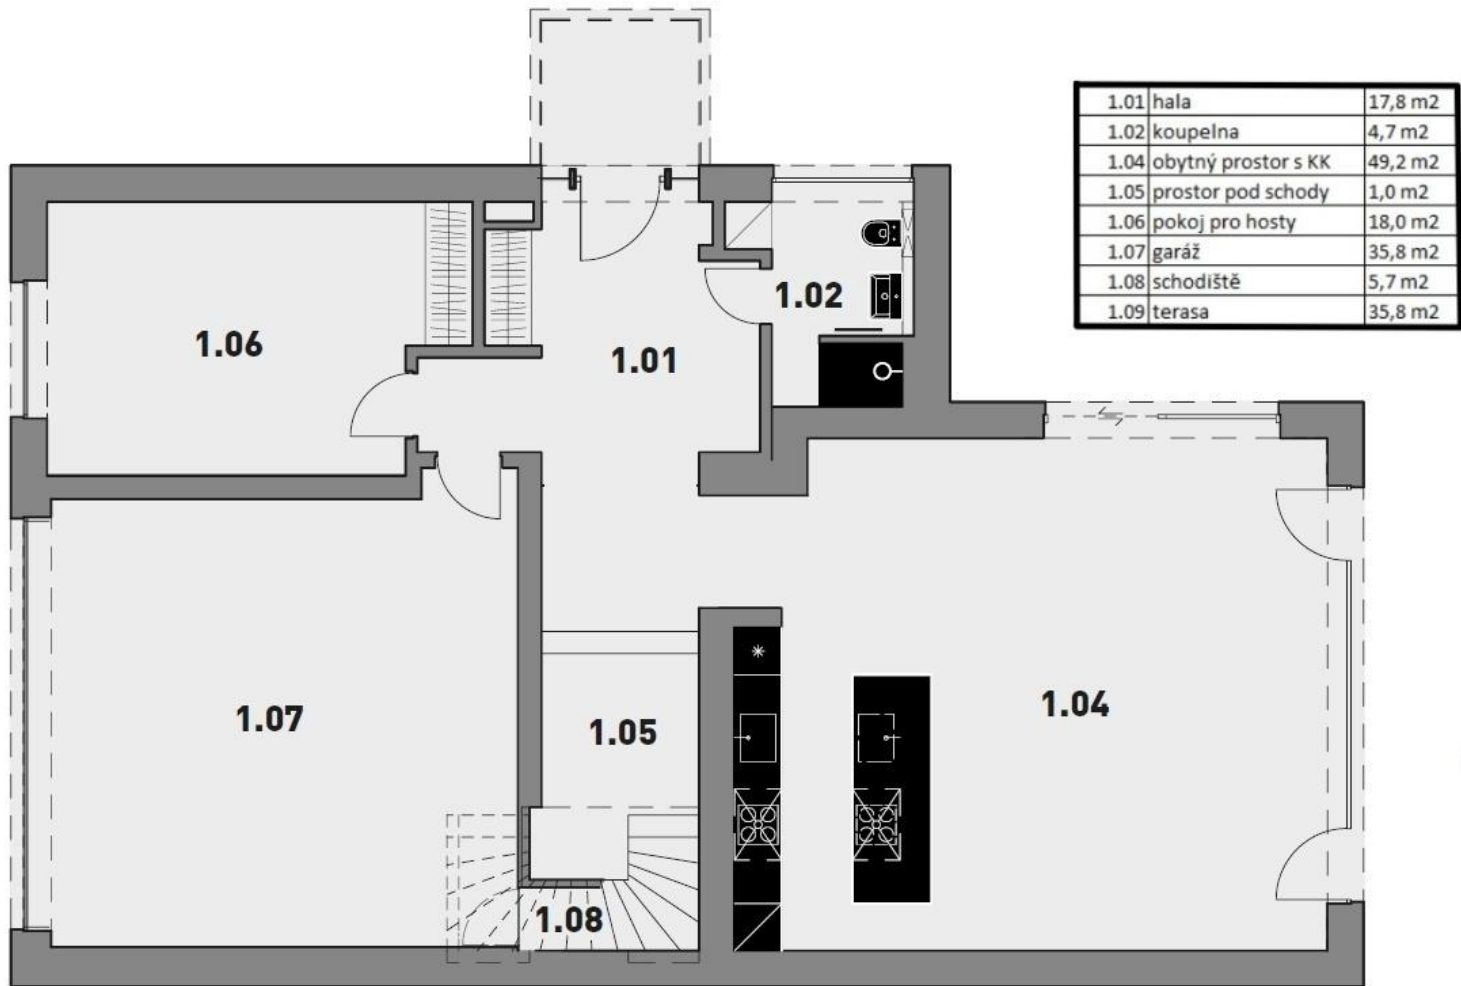 1.01 hala 17,8 m2
1.02 koupelna 4,7 m2
1.04 obytný prostor s KK 49,2 m2
1.05 prostor pod schody 1,0 m2
1.06 pokoj pro hosty 18,0 m2
1.07 garáž 35,8 m2
1.08 schodiště 5,7 m2
1.09 terasa 35,8 m2
1.02
1.06
1.01
1.04
1.07
1.05
1.08